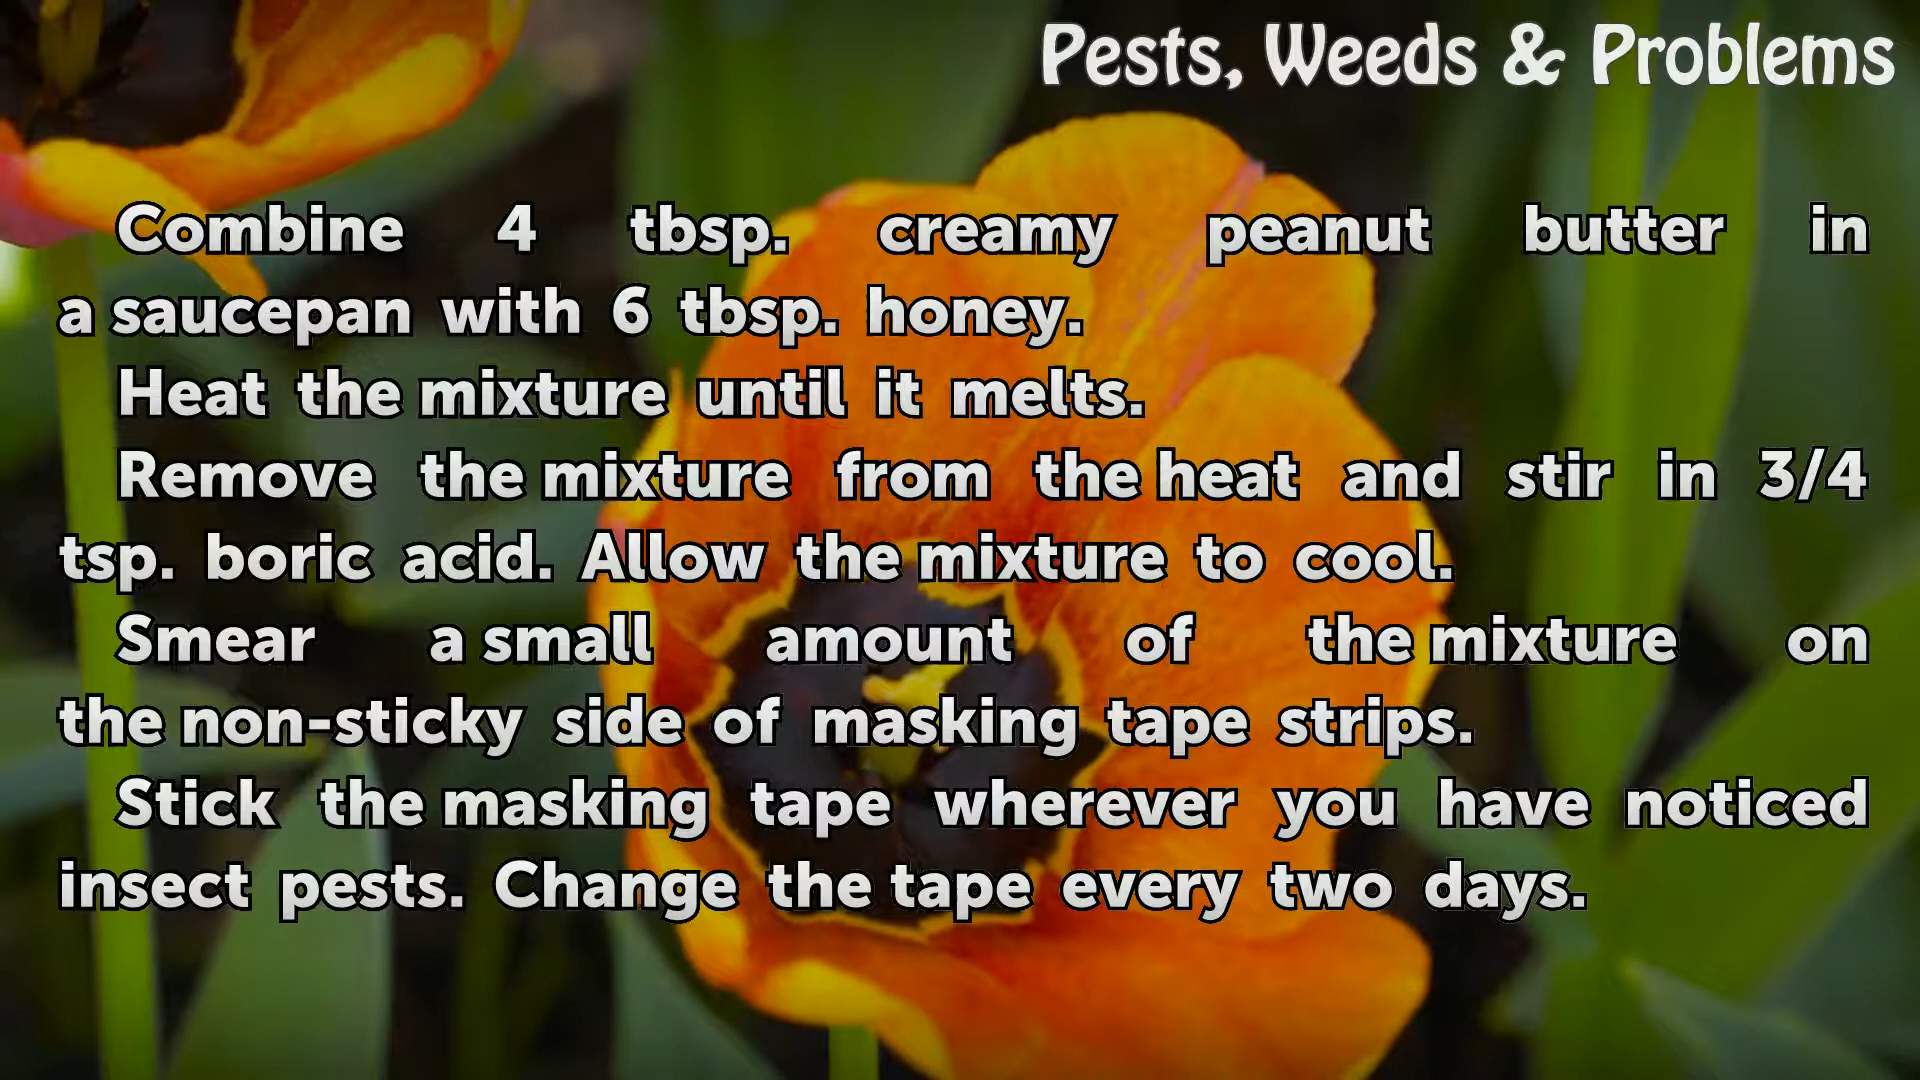 Pests, Weeds & Problems
Combine 4 tbsp. creamy peanut butter in
a saucepan with 6 tbsp. honey.
Heat the mixture until it melts.
Remove the mixture from the heat and stir in 3/4
tsp. boric acid. Allow the mixture to cool.
Smear a small amount of the mixture on
the non-sticky side of masking tape strips.
Stick the masking tape wherever you have noticed
insect pests. Change the tape every two days.